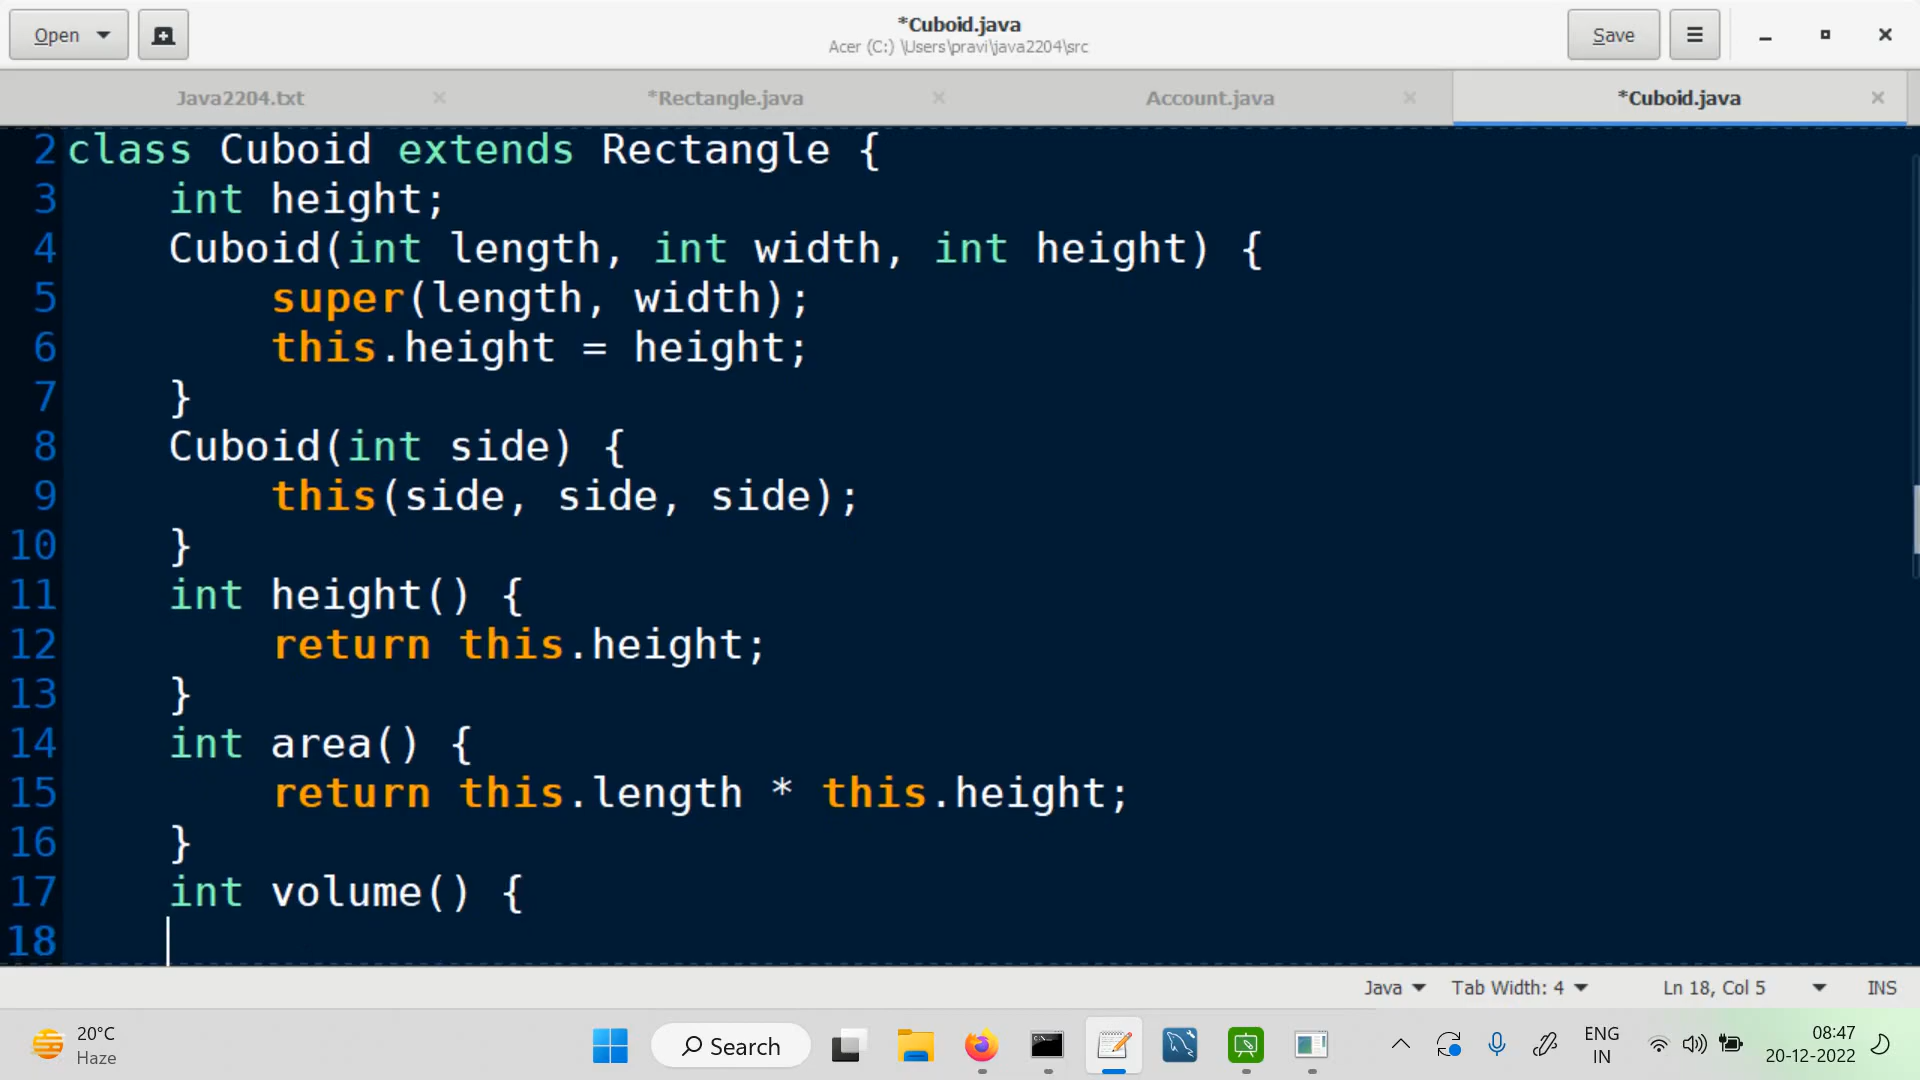 Open
*Cuboid.java
Acer (C:) \Users\pravi\java2204\src
Save
Java2204.txt
*Rectangle.java
Account.java
*Cuboid.java
2 class Cuboid extends Rectangle {
3 int height;
4 Cuboid(int length, int width, int height) {
5 super(length, width);
6 this.height = height;
7 }
8 Cuboid(int side) {
9 this(side, side, side);
10 }
11 int height() {
12 return this.height;
13 }
14 int area() {
15 return this.length * this.height;
16 }
17 int volume() {
18
Java Tab Width: 4 Ln 18, Col 5 INS
20°C
Haze
Search
ENG
IN
08:47
20-12-2022